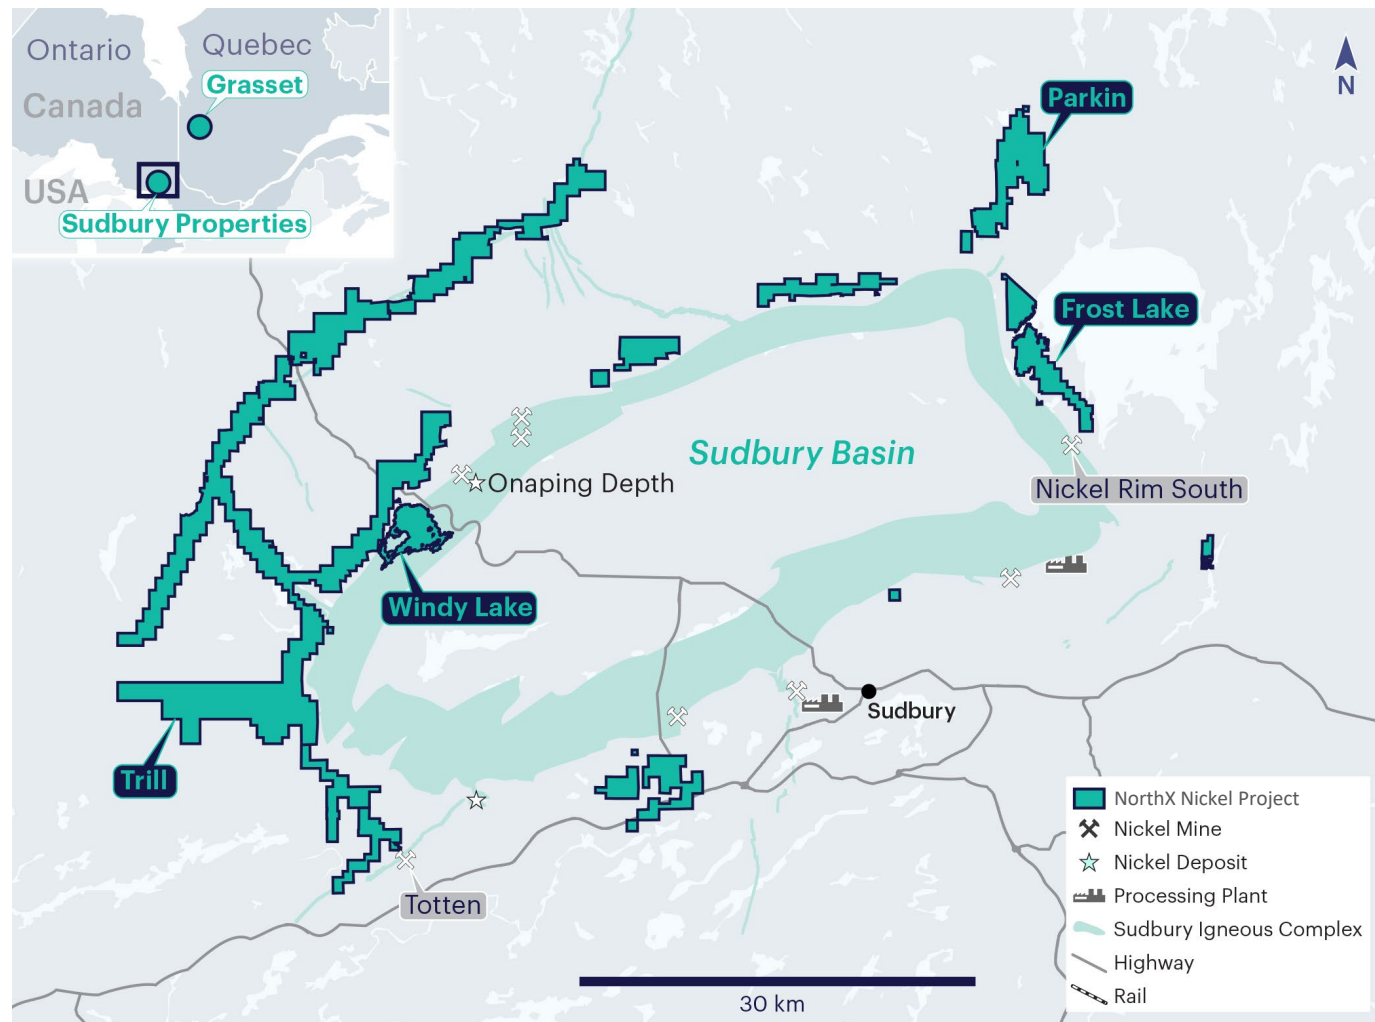 Ontario
Quebec
Grasset
Canada
USA
Sudbury Properties
N
Parkin
Frost Lake
Sudbury Basin
Onaping Depth
Nickel Rim South
Windy Lake
Sudbury
Trill
Totten
30 km
NorthX Nickel Project
Nickel Mine
Nickel Deposit
Processing Plant
Sudbury Igneous Complex
Highway
Rail